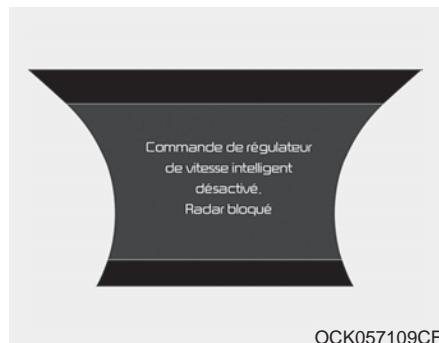 Commande de régulateur
de vitesse intelligent
désactivé.
Radar bloqué
OCK057109CF